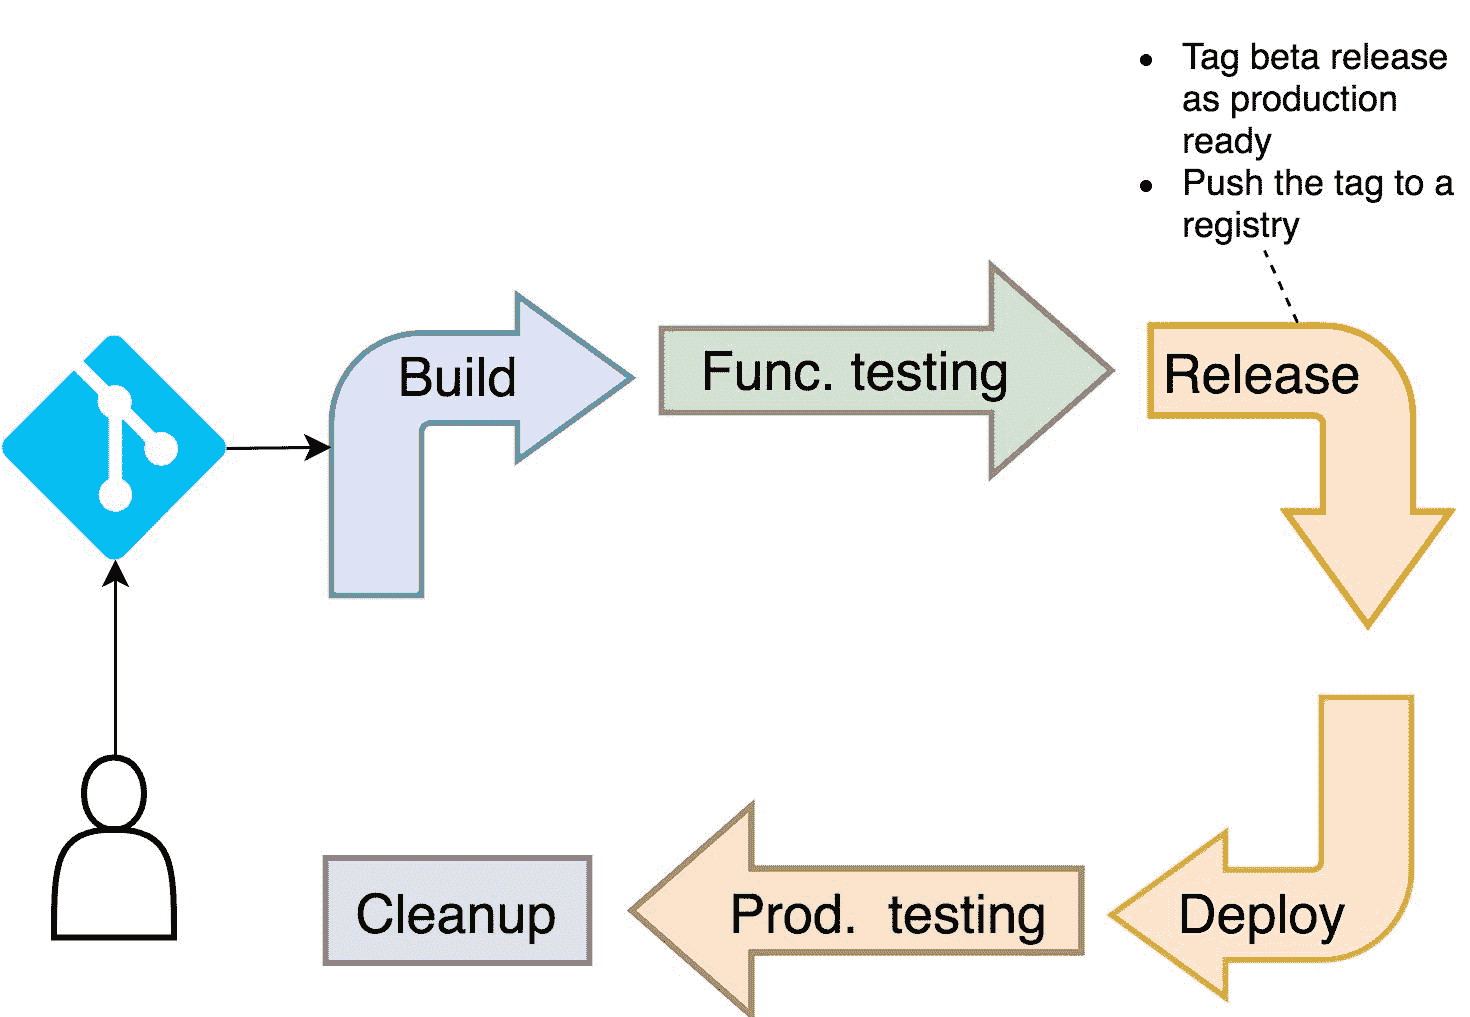 • Tag beta release
as production
ready
• Push the tag to a
registry
Build
Func. testing
Release
Cleanup
Prod. testing
Deploy